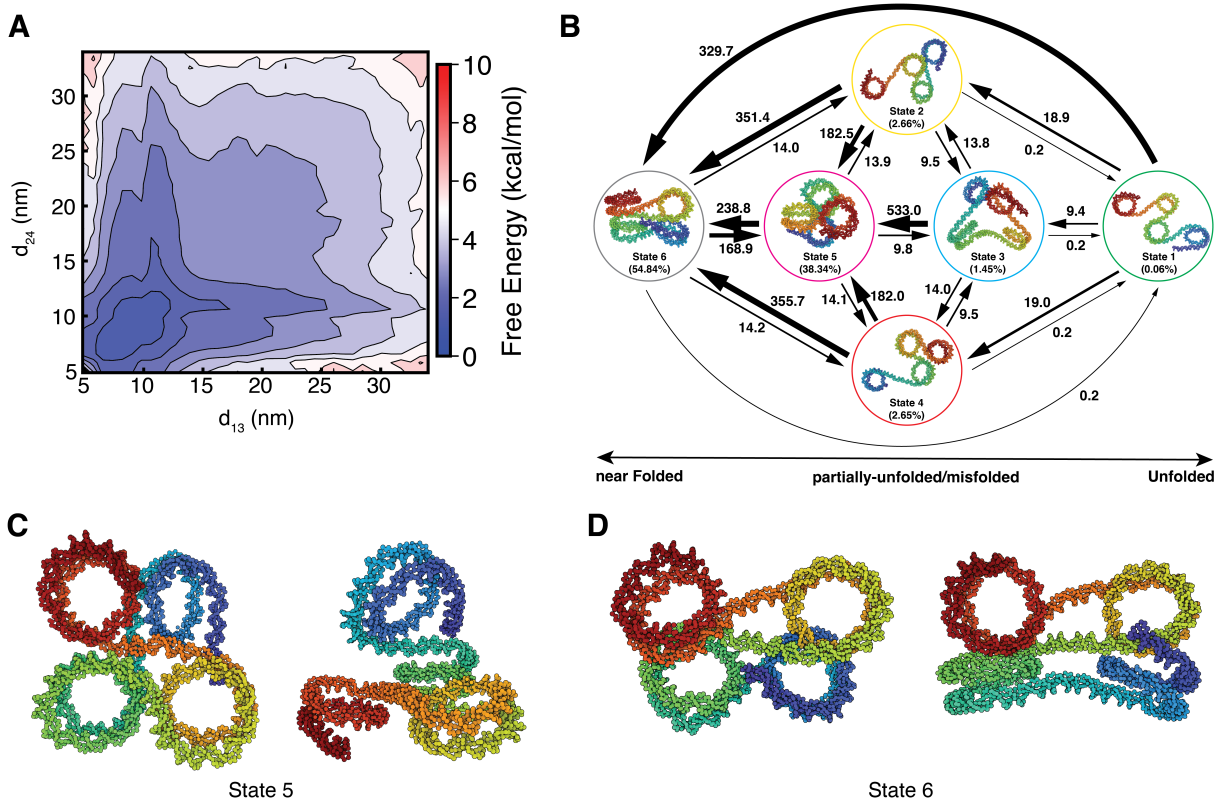 A
30
25
20
15
10
5
5
10
15
20
25
30
d24 (nm)
d13 (nm)
10
8
6
4
2
0
Free Energy (kcal/mol)
B
329.7
351.4
14.0
182.5
13.9
9.5
13.8
18.9
0.2
State 2
(2.66%)
238.8
168.9
533.0
9.8
9.4
0.2
State 6
(54.84%)
State 5
(38.34%)
State 3
(1.45%)
State 1
(0.06%)
355.7
14.2
14.1
182.0
14.0
9.5
19.0
0.2
State 4
(2.65%)
0.2
near Folded
partially-unfolded/misfolded
Unfolded
C
State 5
D
State 6